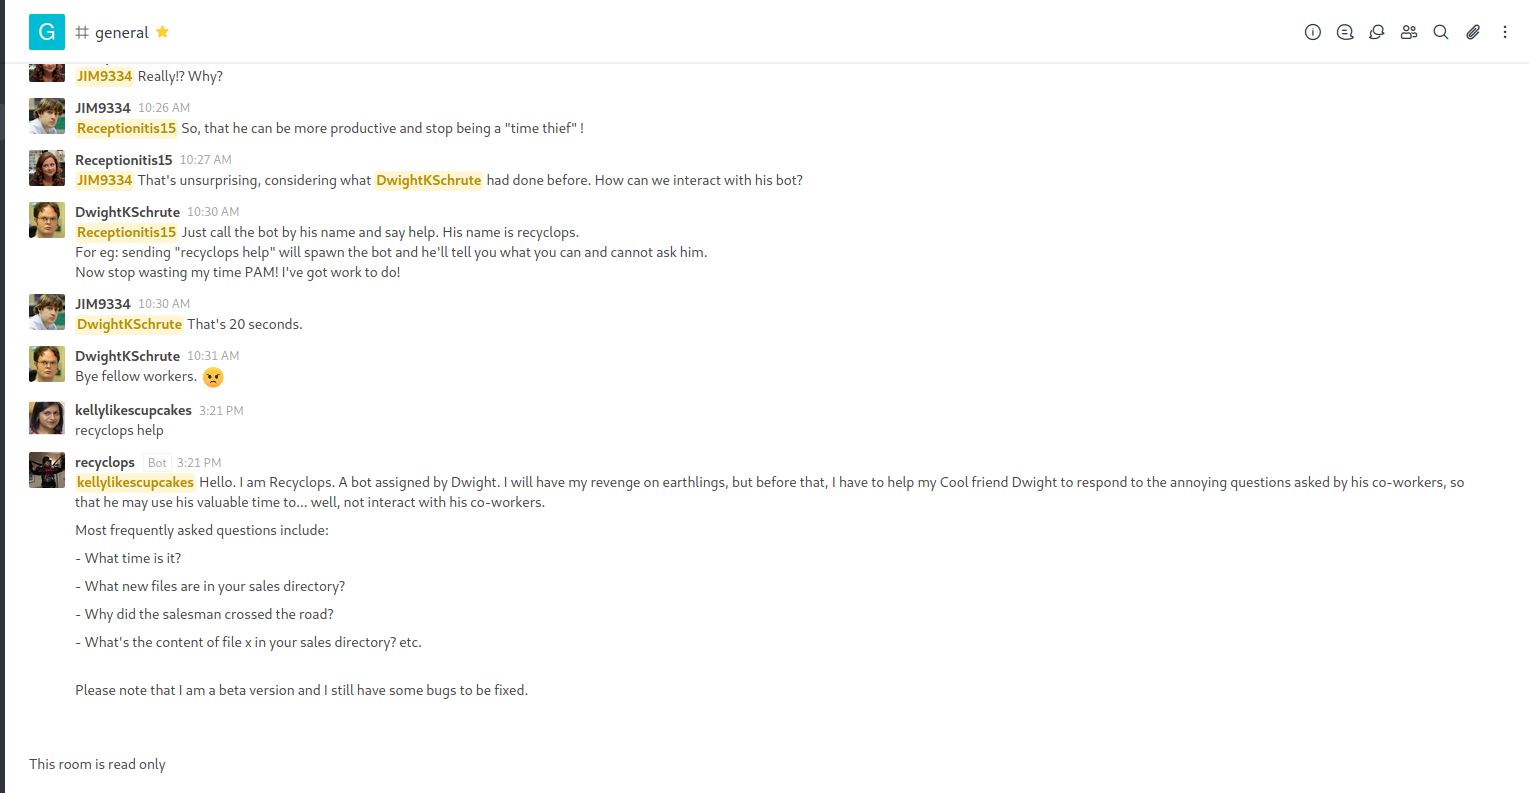 G
general
JIM9334 Really!? Why?
JIM9334 10:26 AM
Receptionitis15 So, that he can be more productive and stop being a "time thief" !
Receptionitis15 10:27 AM
JIM9334 That's unsurprising, considering what DwightKSchrute had done before. How can we interact with his bot?
DwightKSchrute 10:30 AM
Receptionitis15 Just call the bot by his name and say help. His name is recyclops.
For eg: sending "recyclops help" will spawn the bot and he'll tell you what you can and cannot ask him.
Now stop wasting my time PAM! I've got work to do!
JIM9334 10:30 AM
DwightKSchrute That's 20 seconds.
DwightKSchrute 10:31 AM
Bye fellow workers.
kellylikescupcakes 3:21 PM
recyclops help
recyclops Bot 3:21 PM
kellylikescupcakes Hello. I am Recyclops. A bot assigned by Dwight. I will have my revenge on earthlings, but before that, I have to help my Cool friend Dwight to respond to the annoying questions asked by his co-workers, so
that he may use his valuable time to... well, not interact with his co-workers.
Most frequently asked questions include:
- What time is it?
- What new files are in your sales directory?
- Why did the salesman crossed the road?
- What's the content of file x in your sales directory? etc.
Please note that I am a beta version and I still have some bugs to be fixed.
This room is read only